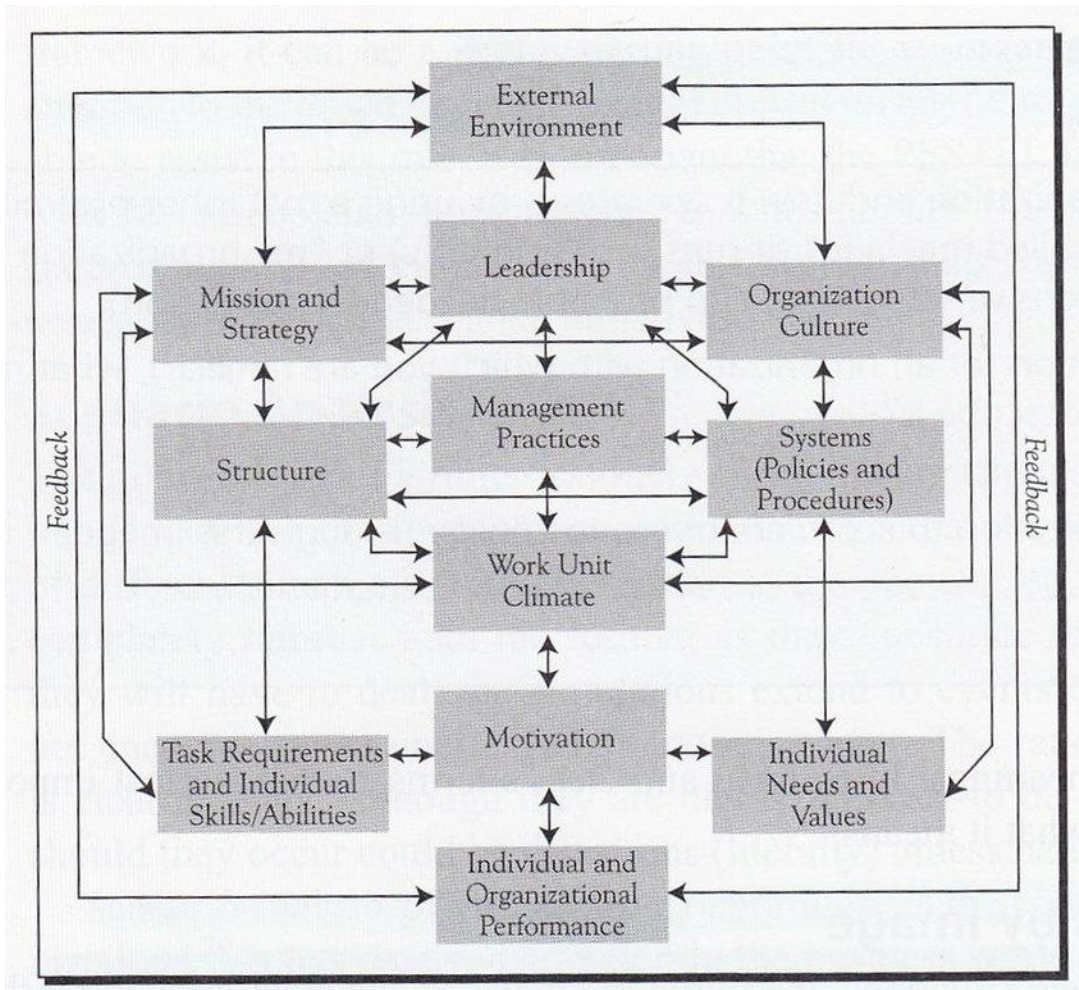 External
Environment
Leadership
Mission and
Strategy
Organization
Culture
Management
Practices
Structure
Systems
(Policies and
Procedures)
Feedback
Feedback
Work Unit
Climate
Motivation
Task Requirements
and Individual
Skills/Abilities
Individual
Needs and
Values
Individual and
Organizational
Performance